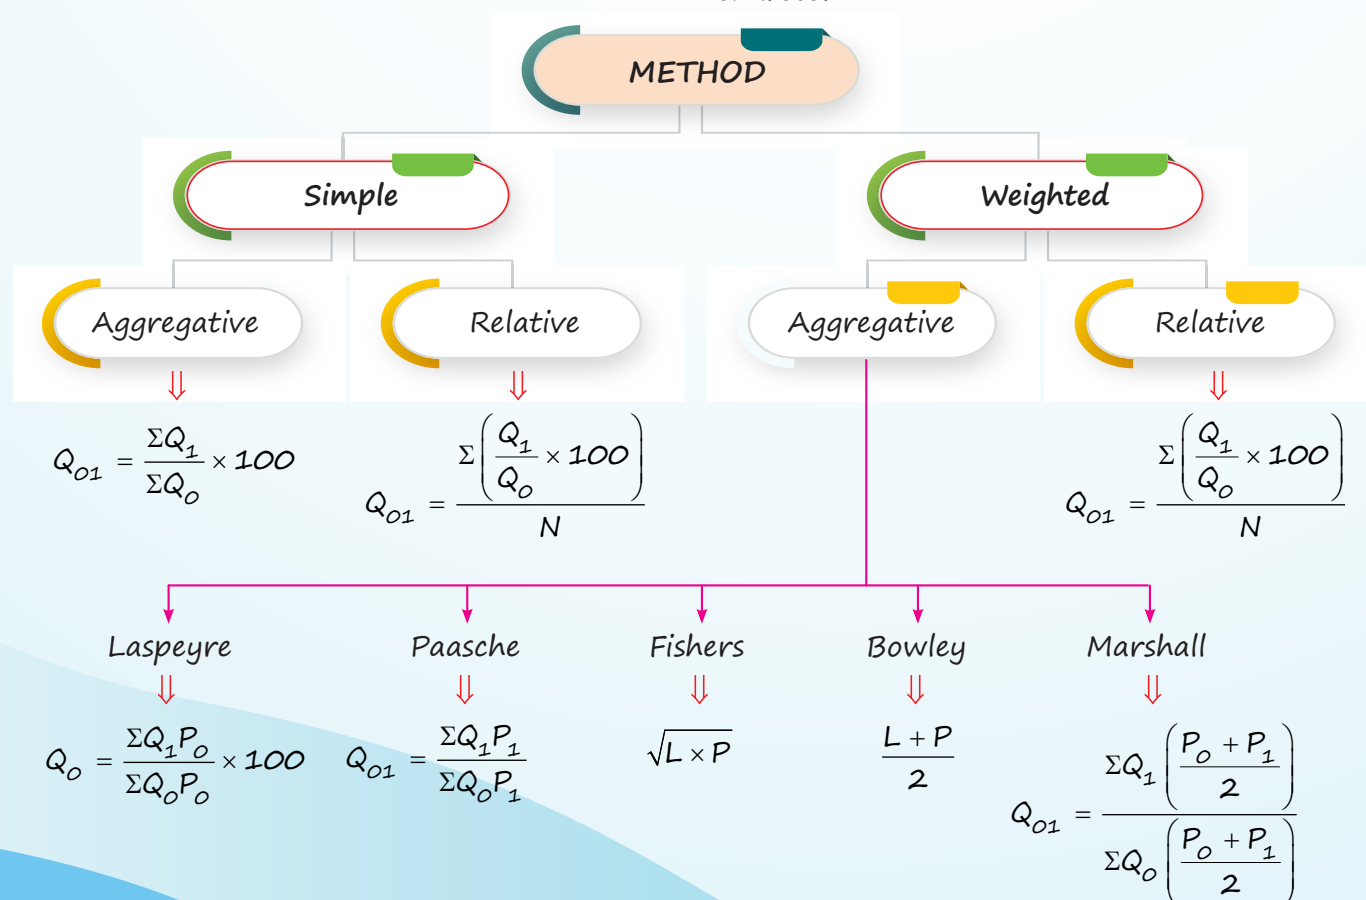 METHOD
Simple
Weighted
Aggregative
Relative
Aggregative
Relative
Q₀₁ = ΣQ₁ / ΣQ₀ × 100
Q₀₁ = Σ(Q₁ / Q₀ × 100) / N
Q₀₁ = Σ(Q₁ / Q₀ × 100) / N
Laspeyre
Paasche
Fishers
Bowley
Marshall
Q₀ = ΣQ₁P₀ / ΣQ₀P₀ × 100
Q₀₁ = ΣQ₁P₁ / ΣQ₀P₁
√(L × P)
L + P / 2
Q₀₁ = ΣQ₁((P₀ + P₁) / 2) / ΣQ₀((P₀ + P₁) / 2)